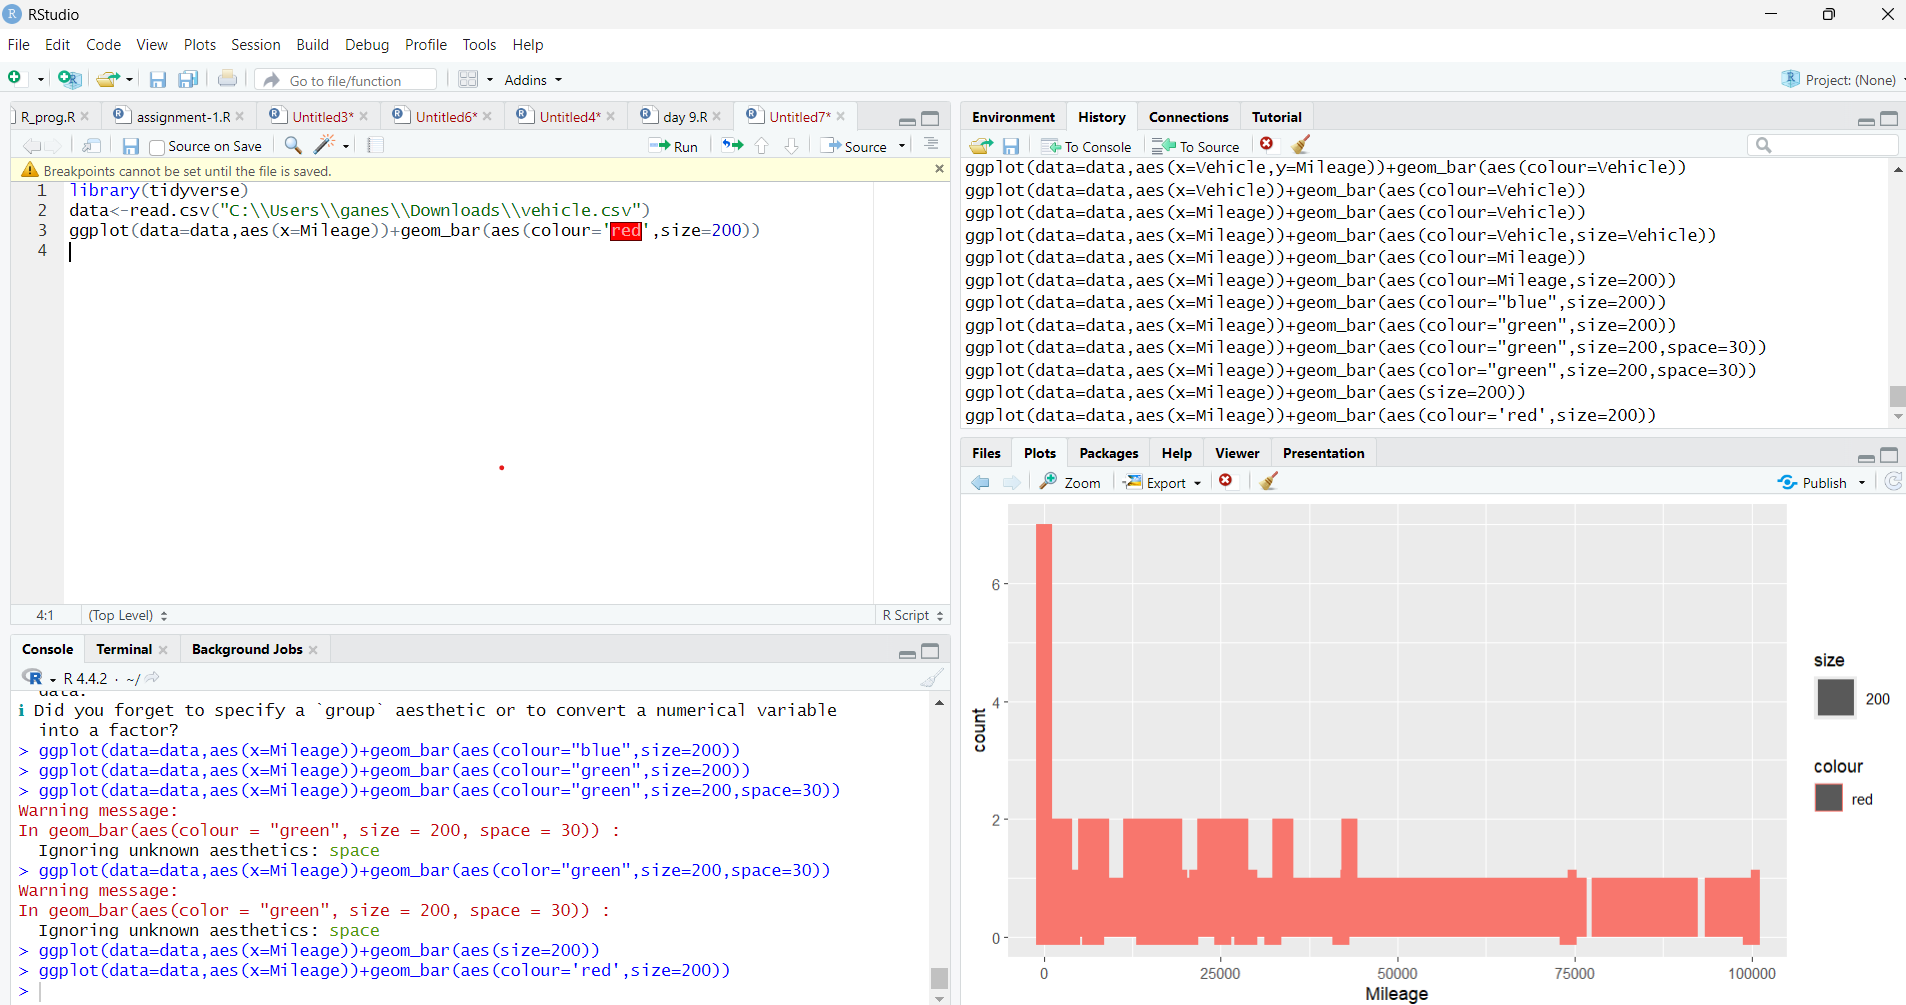 RStudio
File Edit Code View Plots Session Build Debug Profile Tools Help
Go to file/function Addins Project: (None)
R_prog.R assignment-1.R Untitled3* Untitled6* Untitled4* day 9.R Untitled7*
Source on Save Run Source
Breakpoints cannot be set until the file is saved.
1 library(tidyverse)
2 data<-read.csv("C:\\Users\\ganes\\Downloads\\vehicle.csv")
3 ggplot(data=data,aes(x=Mileage))+geom_bar(aes(colour='red',size=200))
4
4:1 (Top Level) R Script
Console Terminal Background Jobs
R 4.4.2 · ~/
data.
i Did you forget to specify a `group` aesthetic or to convert a numerical variable
into a factor?
> ggplot(data=data,aes(x=Mileage))+geom_bar(aes(colour="blue",size=200))
> ggplot(data=data,aes(x=Mileage))+geom_bar(aes(colour="green",size=200))
> ggplot(data=data,aes(x=Mileage))+geom_bar(aes(colour="green",size=200,space=30))
Warning message:
In geom_bar(aes(colour = "green", size = 200, space = 30)) :
Ignoring unknown aesthetics: space
> ggplot(data=data,aes(x=Mileage))+geom_bar(aes(color="green",size=200,space=30))
Warning message:
In geom_bar(aes(color = "green", size = 200, space = 30)) :
Ignoring unknown aesthetics: space
> ggplot(data=data,aes(x=Mileage))+geom_bar(aes(size=200))
> ggplot(data=data,aes(x=Mileage))+geom_bar(aes(colour='red',size=200))
>
Environment History Connections Tutorial
To Console To Source
ggplot(data=data,aes(x=Vehicle,y=Mileage))+geom_bar(aes(colour=Vehicle))
ggplot(data=data,aes(x=Vehicle))+geom_bar(aes(colour=Vehicle))
ggplot(data=data,aes(x=Mileage))+geom_bar(aes(colour=Vehicle))
ggplot(data=data,aes(x=Mileage))+geom_bar(aes(colour=Vehicle,size=Vehicle))
ggplot(data=data,aes(x=Mileage))+geom_bar(aes(colour=Mileage))
ggplot(data=data,aes(x=Mileage))+geom_bar(aes(colour=Mileage,size=200))
ggplot(data=data,aes(x=Mileage))+geom_bar(aes(colour="blue",size=200))
ggplot(data=data,aes(x=Mileage))+geom_bar(aes(colour="green",size=200))
ggplot(data=data,aes(x=Mileage))+geom_bar(aes(colour="green",size=200,space=30))
ggplot(data=data,aes(x=Mileage))+geom_bar(aes(color="green",size=200,space=30))
ggplot(data=data,aes(x=Mileage))+geom_bar(aes(size=200))
ggplot(data=data,aes(x=Mileage))+geom_bar(aes(colour='red',size=200))
Files Plots Packages Help Viewer Presentation
Zoom Export Publish
6
4
2
0
count
0 25000 50000 75000 100000
Mileage
size
200
colour
red